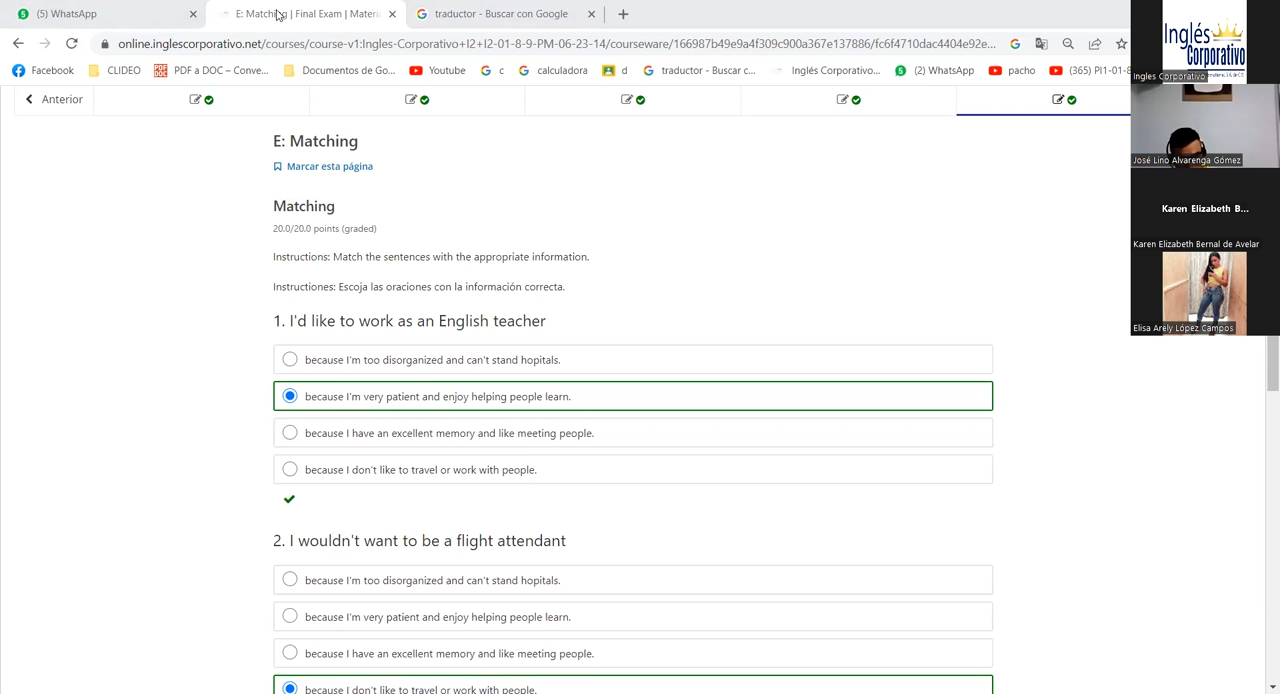 (5) WhatsApp
E: Matching | Final Exam | Materi
traductor - Buscar con Google
online.inglescorporativo.net/courses/course-v1:Ingles-Corporativo+I2-I2-C1-8-9PM-06-23-14/courseware/166987b49e9a4f309c5b0a367e137886/fc6f4710dac4404e92e...
Facebook
CLIDEO
PDF a DOC – Conve...
Documentos de Go...
Youtube
c
calculadora
d
traductor - Buscar c...
Inglés Corporativo...
(2) WhatsApp
pacho
(365) PI1-01-8
Anterior
E: Matching
Marcar esta página
Matching
20.0/20.0 points (graded)
Instructions: Match the sentences with the appropriate information.
Instructiones: Escoja las oraciones con la información correcta.
1. I'd like to work as an English teacher
because I'm too disorganized and can't stand hopitals.
because I'm very patient and enjoy helping people learn.
because I have an excellent memory and like meeting people.
because I don't like to travel or work with people.
2. I wouldn't want to be a flight attendant
because I'm too disorganized and can't stand hopitals.
because I'm very patient and enjoy helping people learn.
because I have an excellent memory and like meeting people.
because I don't like to travel or work with people.
Inglés
Corporativo
Ingles Corporativo
José Lino Alvarenga Gómez
Karen Elizabeth B...
Karen Elizabeth Bernal de Avelar
Elisa Arely López Campos